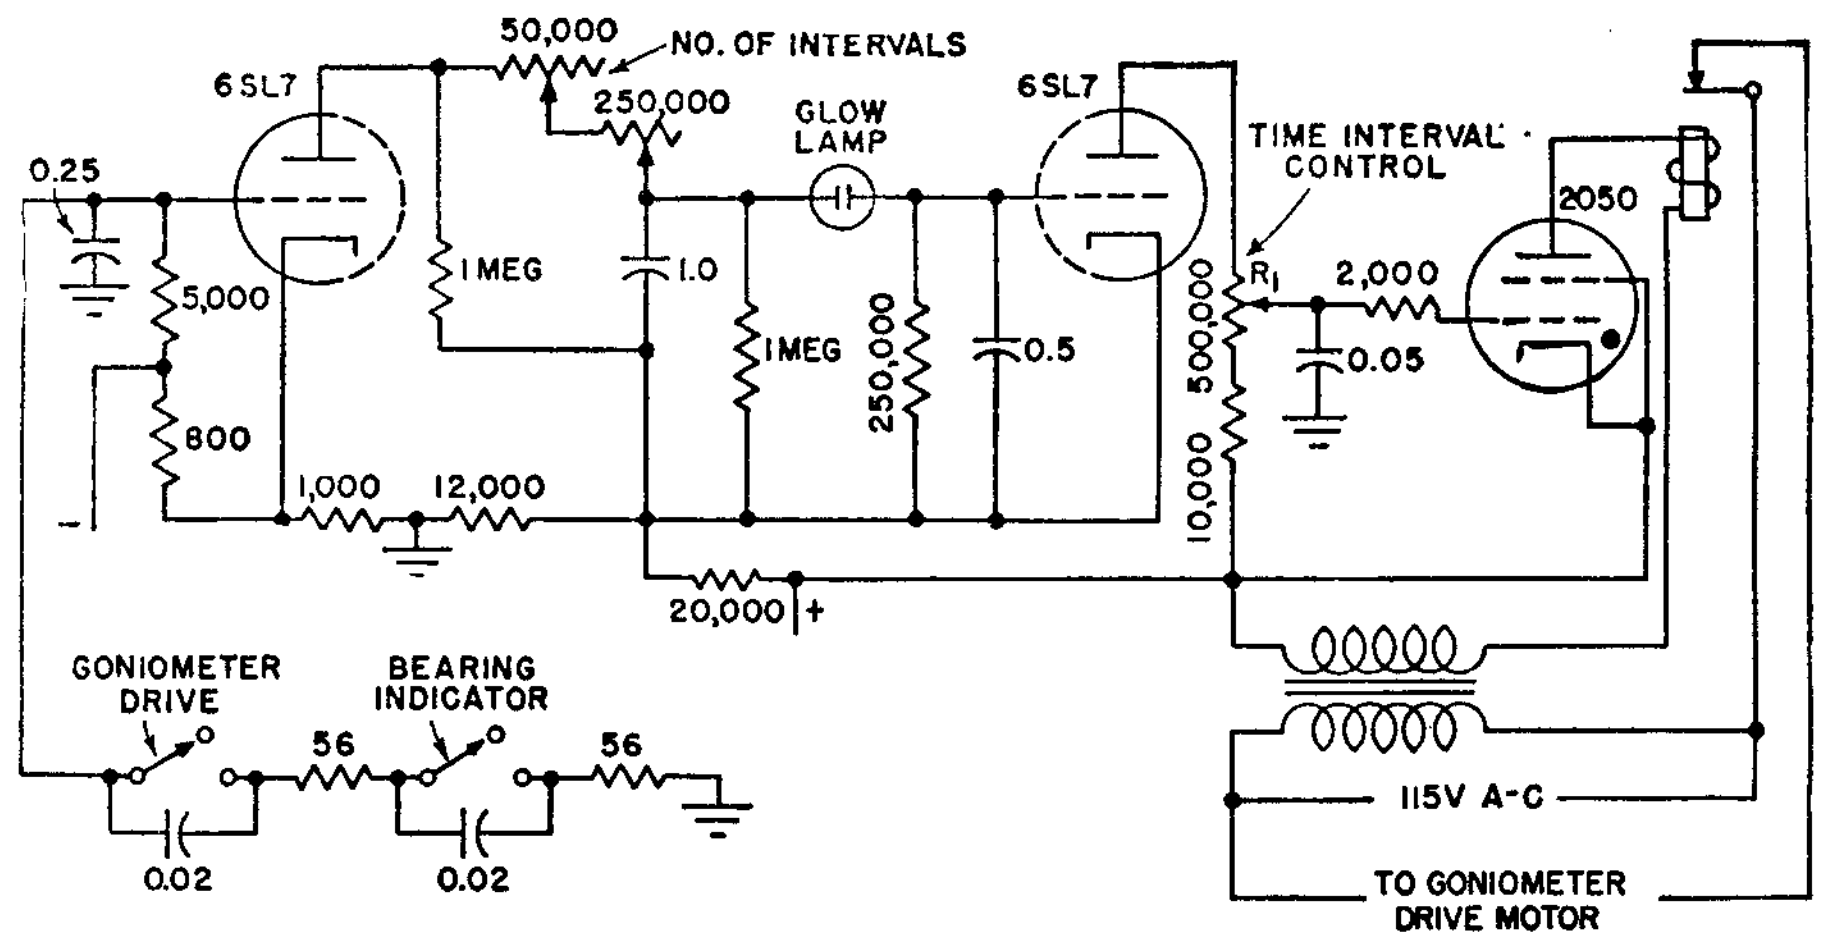 50,000
NO. OF INTERVALS
6SL7
250,000
GLOW
LAMP
6SL7
TIME INTERVAL
CONTROL
0.25
2050
5,000
1 MEG
1.0
R1
2,000
500,000
1 MEG
250,000
0.5
0.05
800
1,000
12,000
10,000
-
20,000
+
GONIOMETER
DRIVE
BEARING
INDICATOR
56
56
115V A-C
0.02
0.02
TO GONIOMETER
DRIVE MOTOR